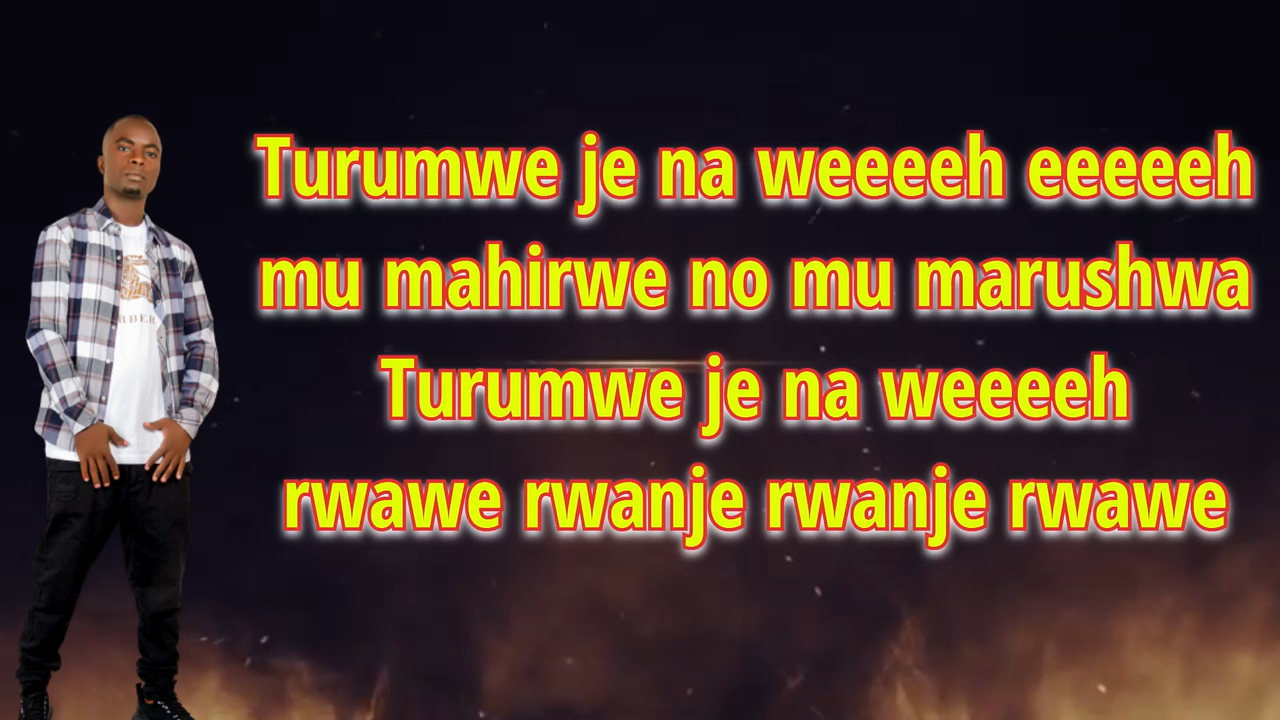 Turumwe je na weeeeh eeeeeh
mu mahirwe no mu marushwa
Turumwe je na weeeeh
rwawe rwanje rwanje rwawe